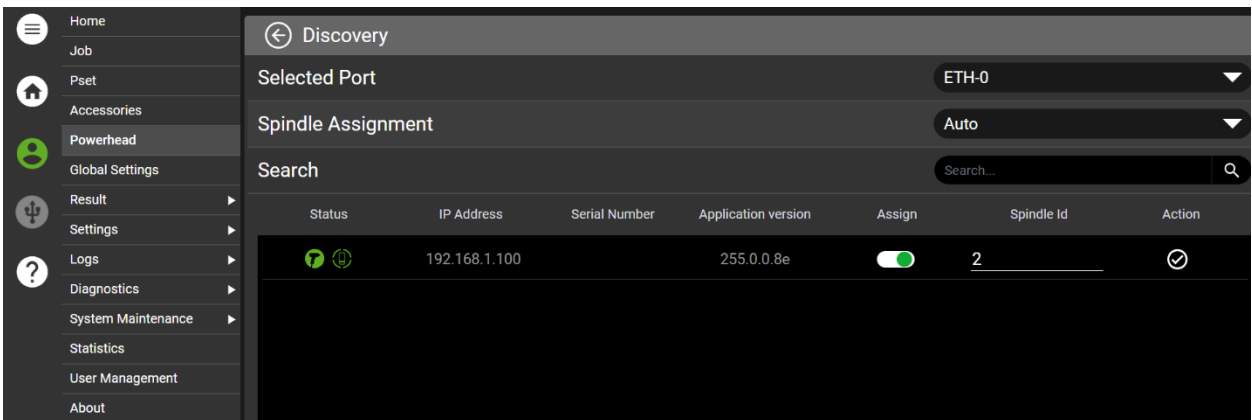 Home
Job
Pset
Accessories
Powerhead
Global Settings
Result
Settings
Logs
Diagnostics
System Maintenance
Statistics
User Management
About
Discovery
Selected Port ETH-0
Spindle Assignment Auto
Search Search...
Status IP Address Serial Number Application version Assign Spindle Id Action
192.168.1.100 255.0.0.8e 2